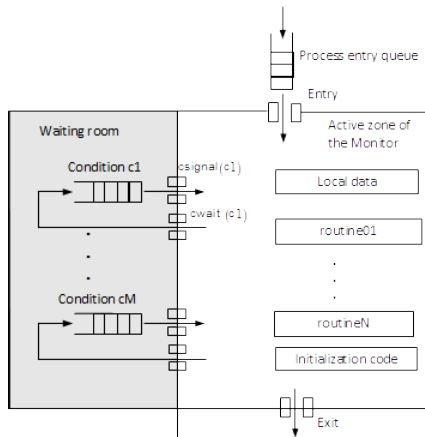 Process entry queue
Entry
Waiting room
Active zone of
the Monitor
Condition c1
csignal(c1)
Local data
cwait(c1)
routine01
Condition cM
routineN
Initialization code
Exit